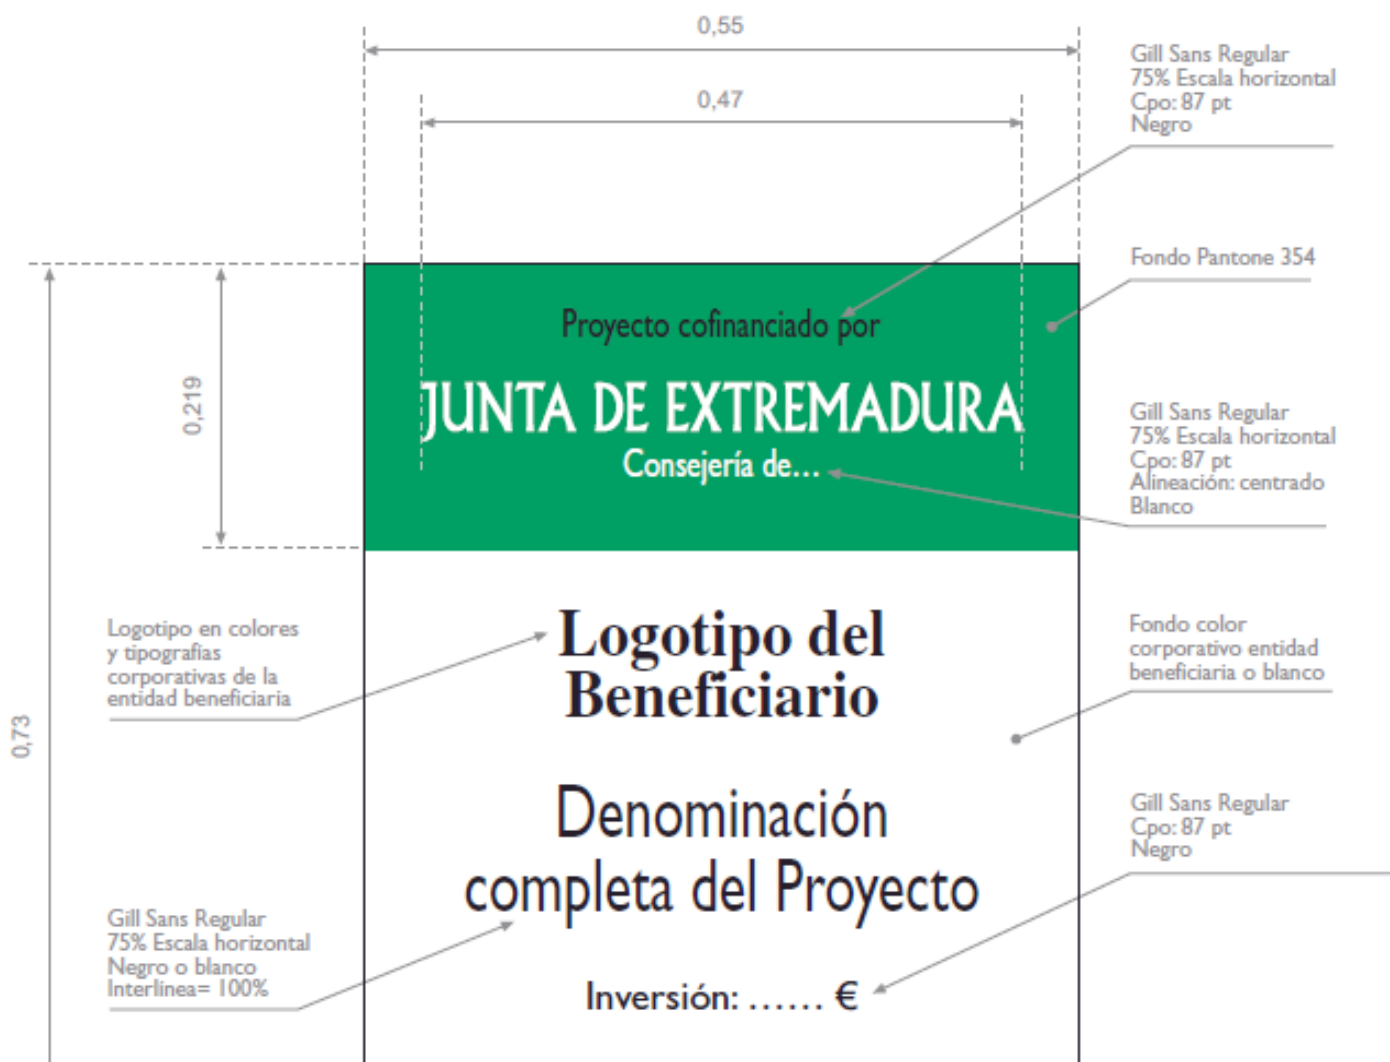 0,55
0,47
Gill Sans Regular
75% Escala horizontal
Cpo: 87 pt
Negro
Fondo Pantone 354
Proyecto cofinanciado por
0,219
JUNTA DE EXTREMADURA
Consejería de...
Gill Sans Regular
75% Escala horizontal
Cpo: 87 pt
Alineación: centrado
Blanco
Logotipo en colores
y tipografías
corporativas de la
entidad beneficiaria
Logotipo del
Beneficiario
Fondo color
corporativo entidad
beneficiaria o blanco
0,73
Denominación
completa del Proyecto
Gill Sans Regular
Cpo: 87 pt
Negro
Gill Sans Regular
75% Escala horizontal
Negro o blanco
Interlínea= 100%
Inversión: ...... €